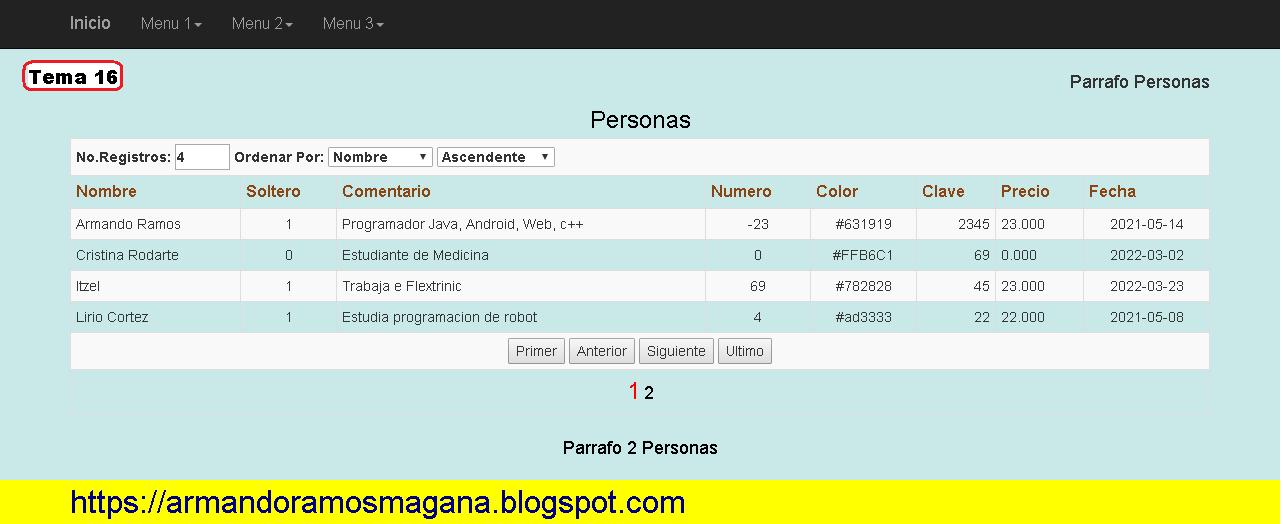 Inicio Menu 1 Menu 2 Menu 3
Tema 16
Parrafo Personas
Personas
No.Registros: 4 Ordenar Por: Nombre Ascendente
Nombre Soltero Comentario Numero Color Clave Precio Fecha
Armando Ramos 1 Programador Java, Android, Web, c++ -23 #631919 2345 23.000 2021-05-14
Cristina Rodarte 0 Estudiante de Medicina 0 #FFB6C1 69 0.000 2022-03-02
Itzel 1 Trabaja e Flextrinic 69 #782828 45 23.000 2022-03-23
Lirio Cortez 1 Estudia programacion de robot 4 #ad3333 22 22.000 2021-05-08
Primer Anterior Siguiente Ultimo
1 2
Parrafo 2 Personas
https://armandoramosmagana.blogspot.com